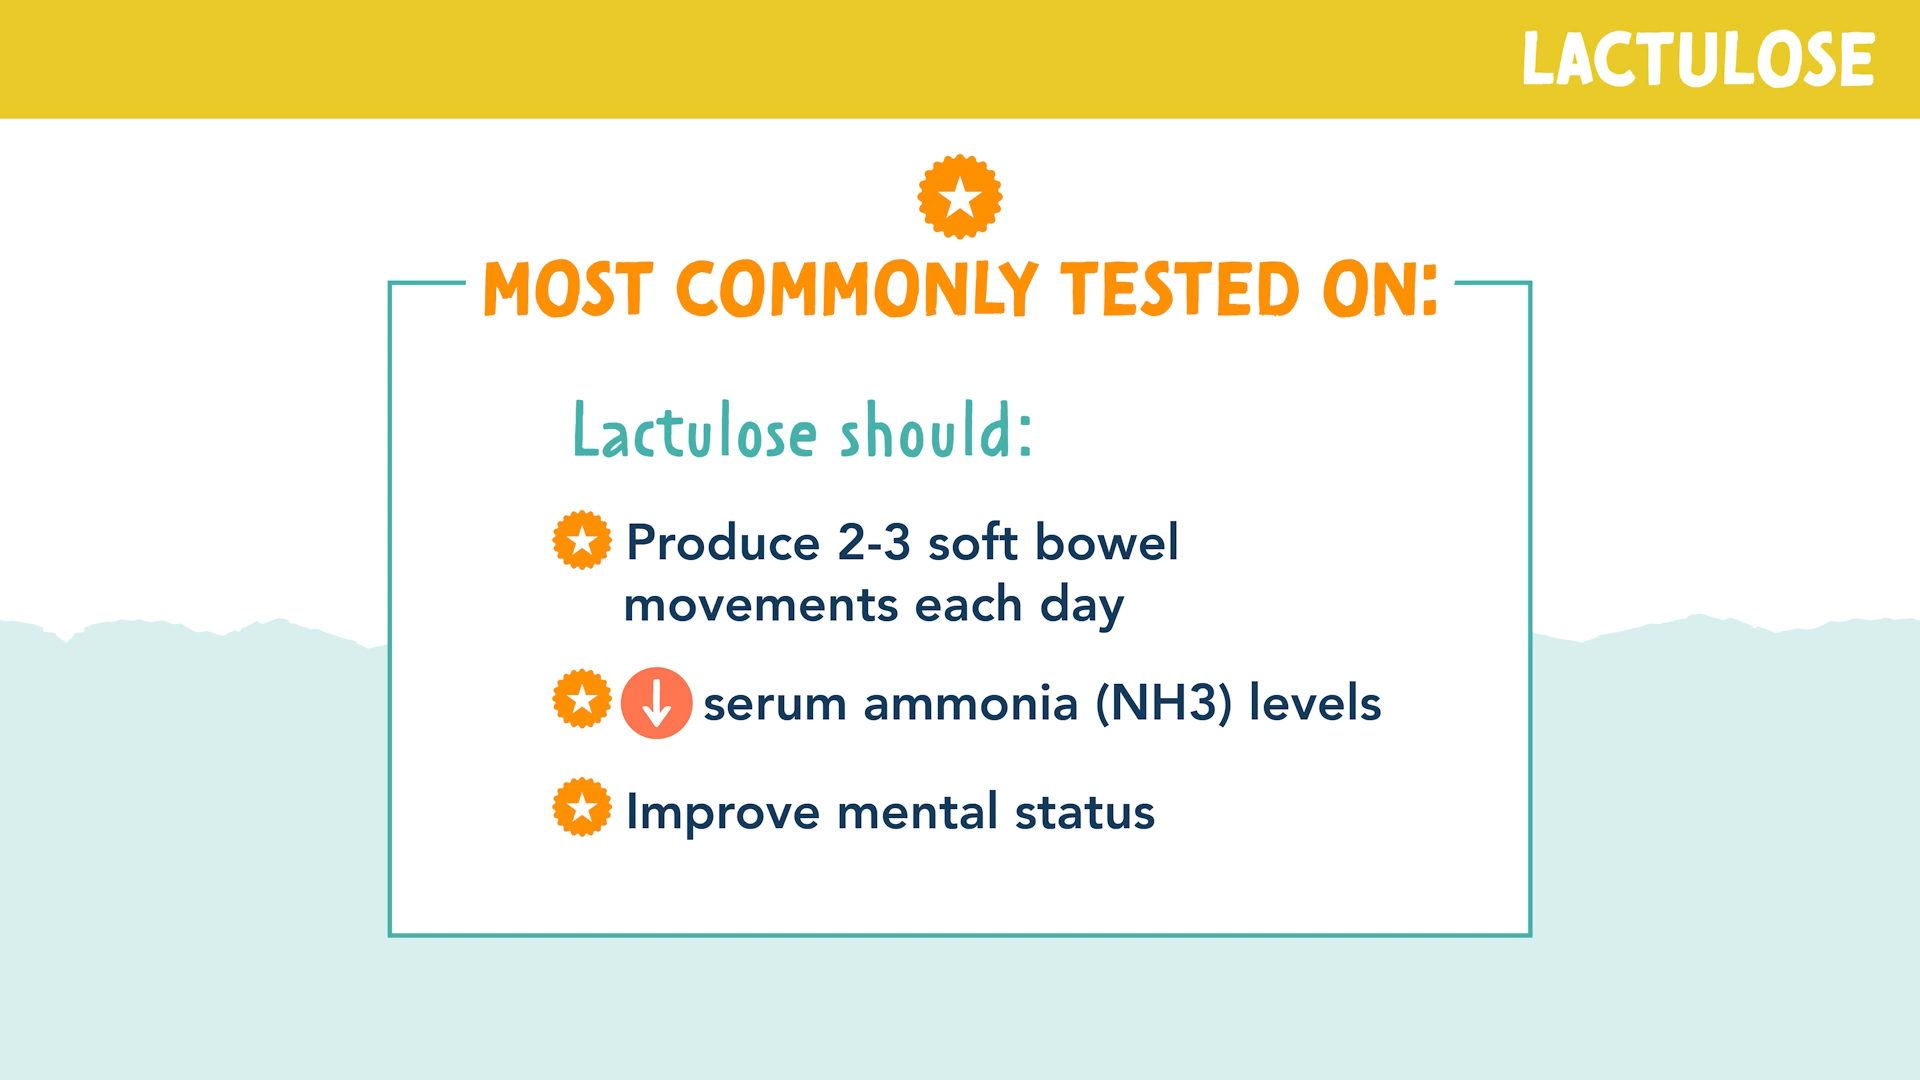 LACTULOSE
MOST COMMONLY TESTED ON:
Lactulose should:
Produce 2-3 soft bowel
movements each day
↓ serum ammonia (NH3) levels
Improve mental status